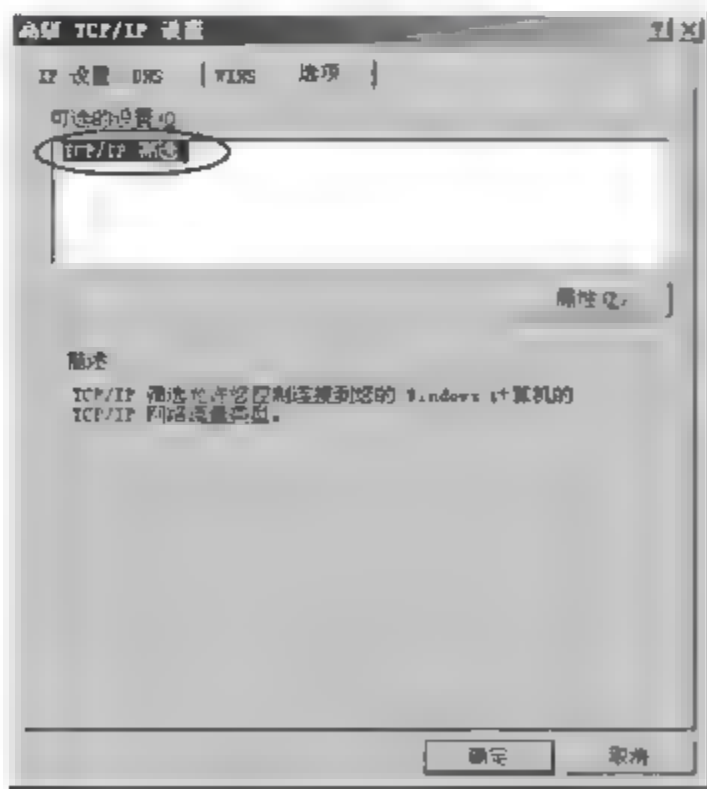 高级 TCP/IP 设置
IP 设置 DNS WINS 选项
可选的设置(O)
TCP/IP 筛选
属性(P)
描述
TCP/IP 筛选允许您控制连接到您的 Windows 计算机的
TCP/IP 网络流量类型。
确定 取消